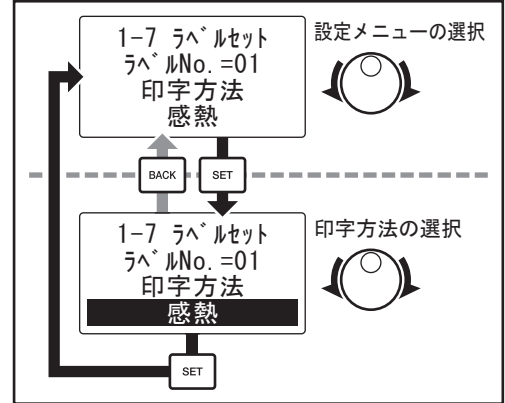 1-7 ﾗﾍﾞﾙｾｯﾄ
ﾗﾍﾞﾙNo.=01
印字方法
感熱
設定メニューの選択
BACK
SET
1-7 ﾗﾍﾞﾙｾｯﾄ
ﾗﾍﾞﾙNo.=01
印字方法
感熱
印字方法の選択
SET